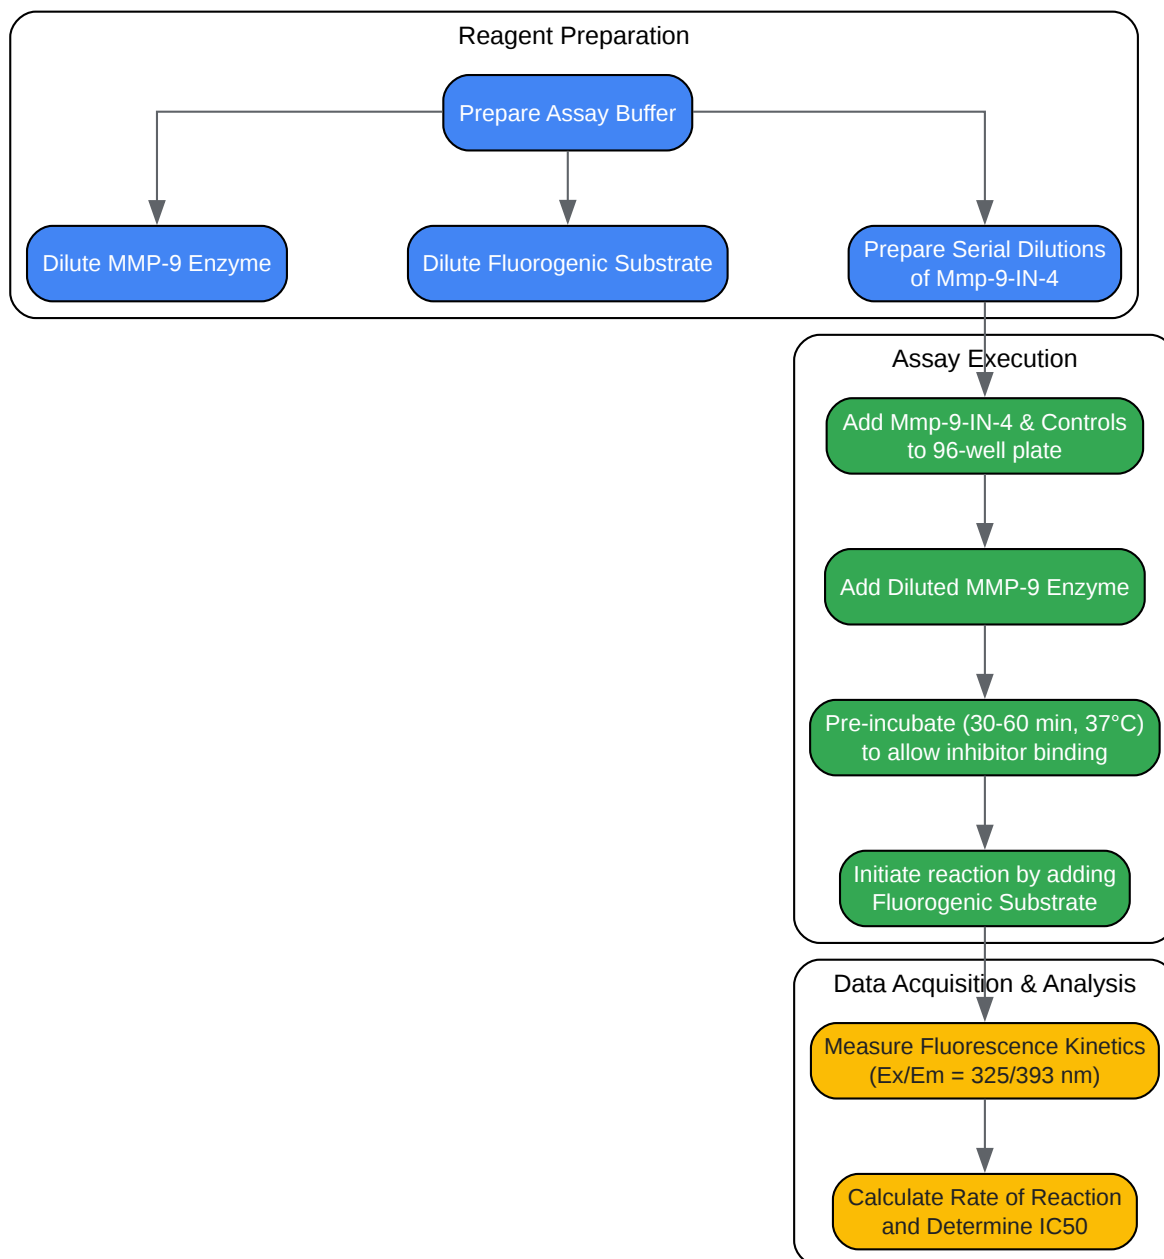 Reagent Preparation
Prepare Assay Buffer
Dilute MMP-9 Enzyme
Dilute Fluorogenic Substrate
Prepare Serial Dilutions
of Mmp-9-IN-4
Assay Execution
Add Mmp-9-IN-4 & Controls
to 96-well plate
Add Diluted MMP-9 Enzyme
Pre-incubate (30-60 min, 37°C)
to allow inhibitor binding
Initiate reaction by adding
Fluorogenic Substrate
Data Acquisition & Analysis
Measure Fluorescence Kinetics
(Ex/Em = 325/393 nm)
Calculate Rate of Reaction
and Determine IC50